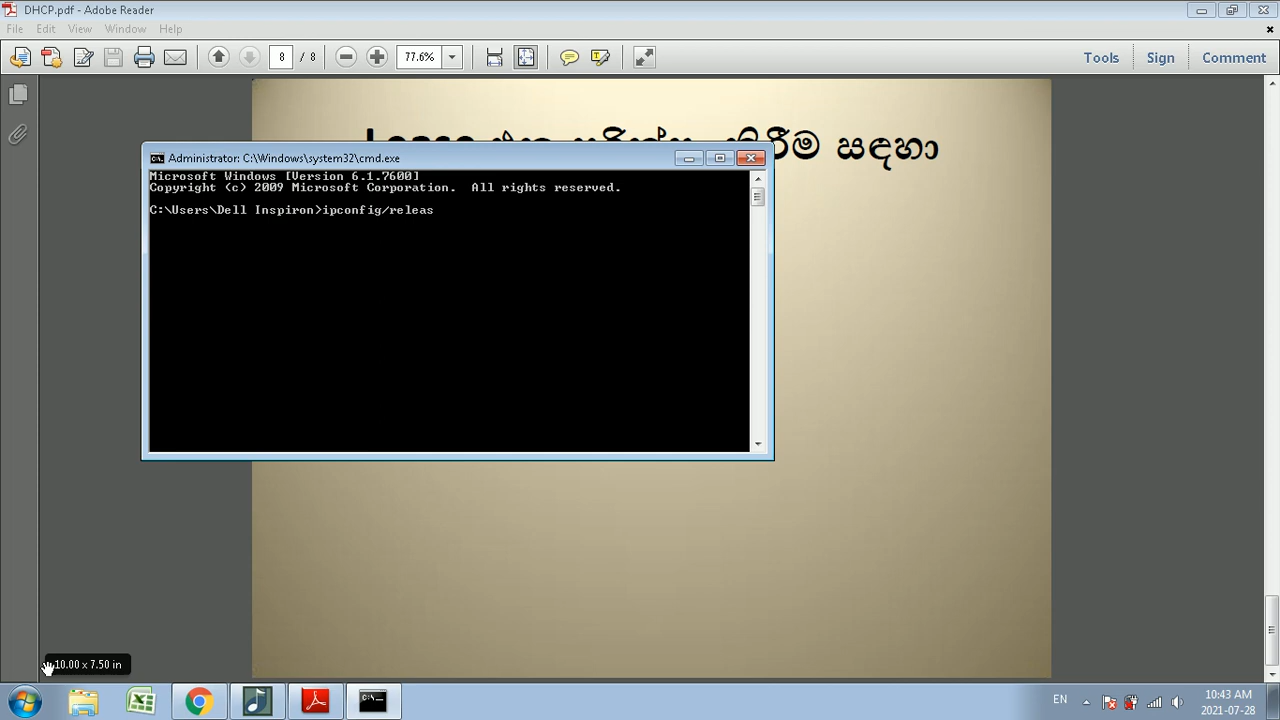 DHCP.pdf - Adobe Reader
File Edit View Window Help
8 / 8 77.6% Tools Sign Comment
සඳහා
Administrator: C:\Windows\system32\cmd.exe
Microsoft Windows [Version 6.1.7600]
Copyright (c) 2009 Microsoft Corporation. All rights reserved.
C:\Users\Dell Inspiron>ipconfig/releas
10.00 x 7.50 in
EN 10:43 AM
2021-07-28